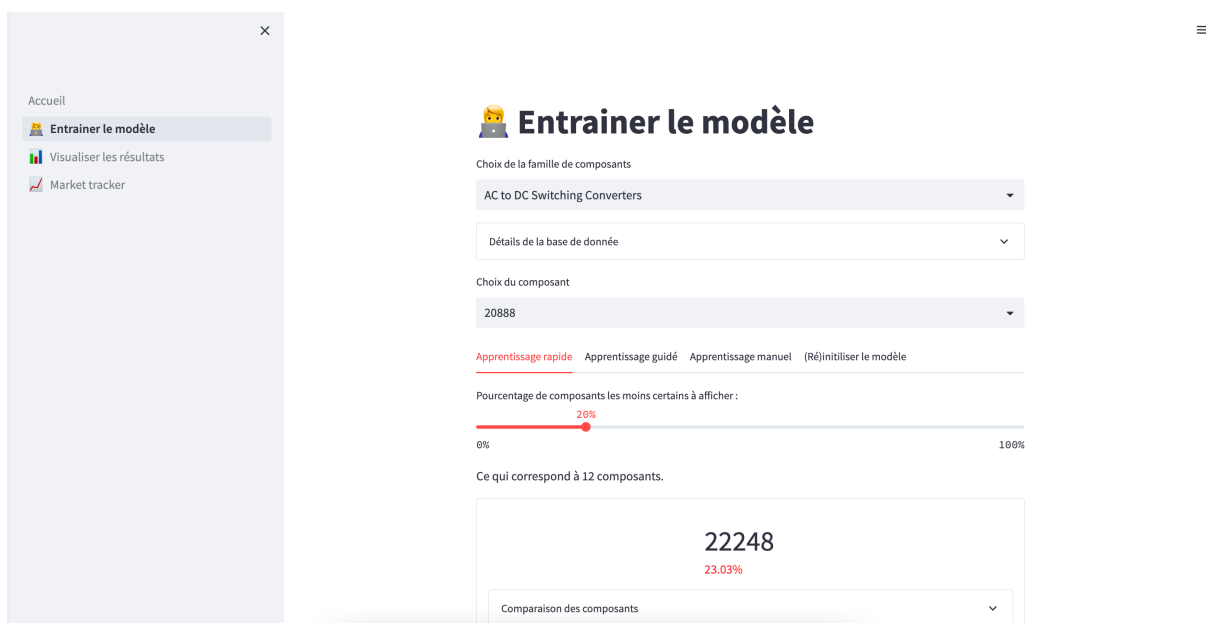 Accueil
Entrainer le modèle
Visualiser les résultats
Market tracker
Entrainer le modèle
Choix de la famille de composants
AC to DC Switching Converters
Détails de la base de donnée
Choix du composant
20888
Apprentissage rapide Apprentissage guidé Apprentissage manuel (Ré)initiliser le modèle
Pourcentage de composants les moins certains à afficher :
20%
0% 100%
Ce qui correspond à 12 composants.
22248
23.03%
Comparaison des composants